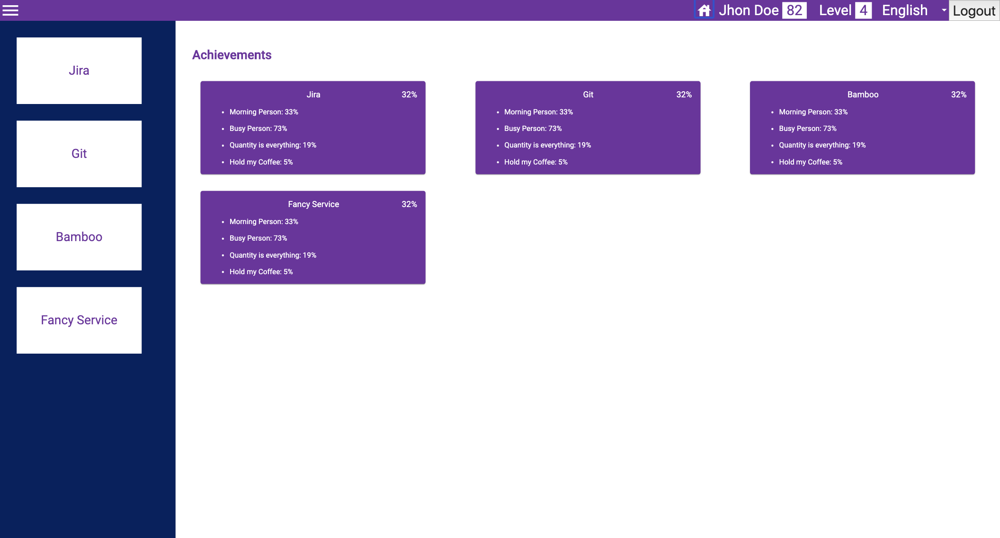 Jhon Doe 82 Level 4 English Logout
Jira
Git
Bamboo
Fancy Service
Achievements
Jira 32%
• Morning Person: 33%
• Busy Person: 73%
• Quantity is everything: 19%
• Hold my Coffee: 5%
Git 32%
• Morning Person: 33%
• Busy Person: 73%
• Quantity is everything: 19%
• Hold my Coffee: 5%
Bamboo 32%
• Morning Person: 33%
• Busy Person: 73%
• Quantity is everything: 19%
• Hold my Coffee: 5%
Fancy Service 32%
• Morning Person: 33%
• Busy Person: 73%
• Quantity is everything: 19%
• Hold my Coffee: 5%